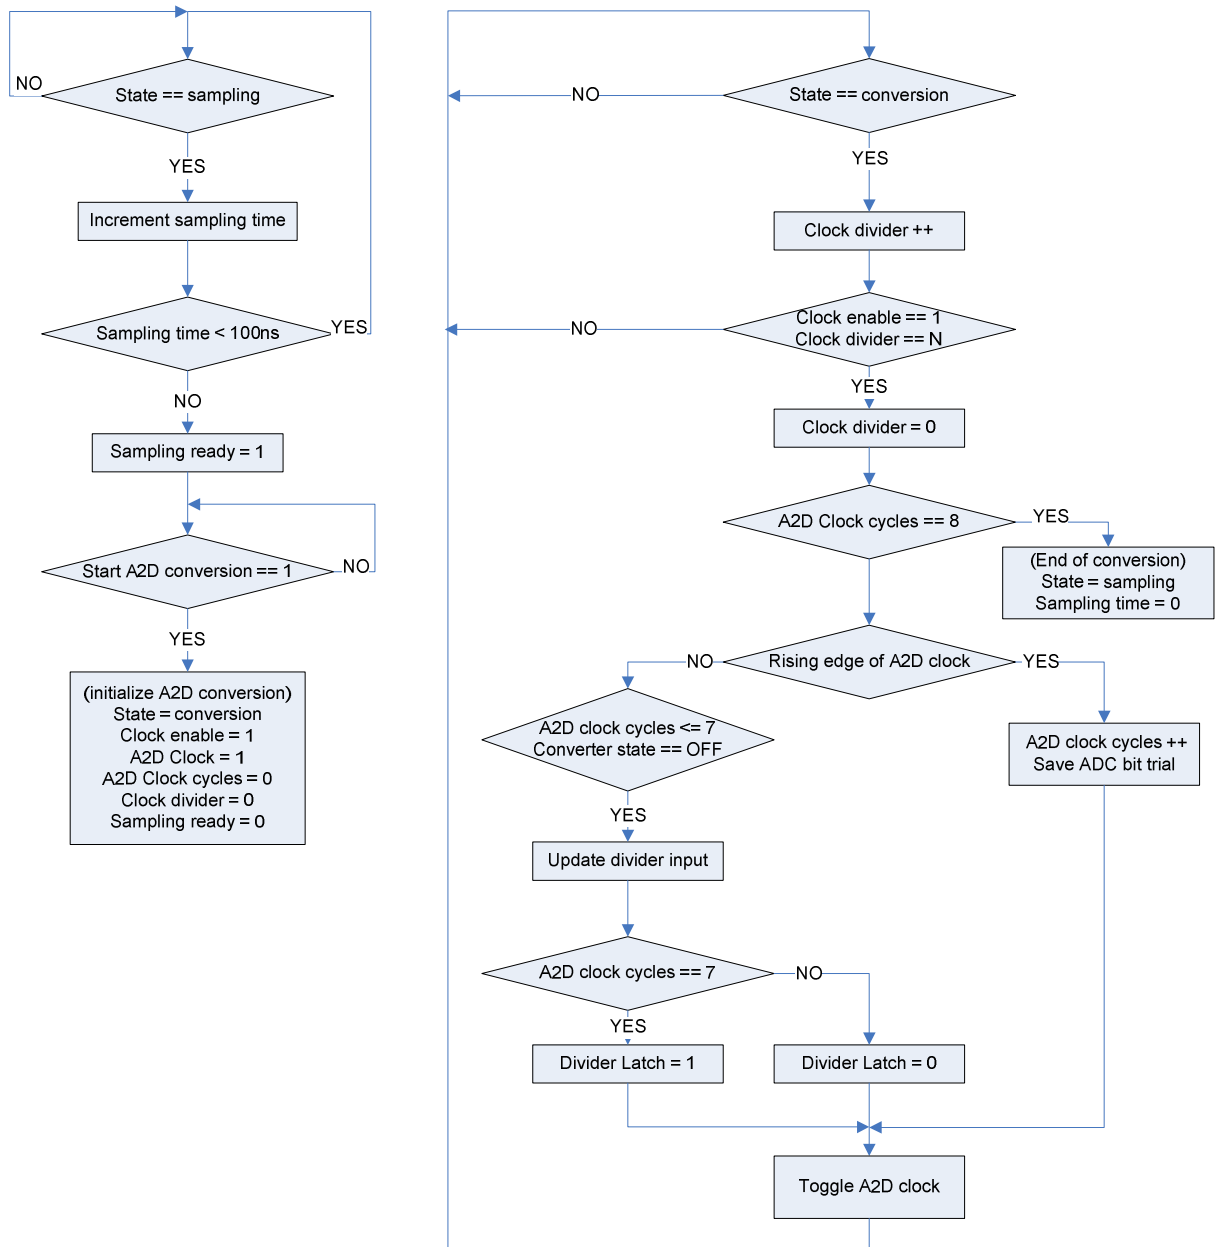 State == sampling
NO
YES
Increment sampling time
Sampling time < 100ns
YES
NO
Sampling ready = 1
Start A2D conversion == 1
NO
YES
(initialize A2D conversion)
State = conversion
Clock enable = 1
A2D Clock = 1
A2D Clock cycles = 0
Clock divider = 0
Sampling ready = 0
State == conversion
NO
YES
Clock divider ++
Clock enable == 1
Clock divider == N
NO
YES
Clock divider = 0
A2D Clock cycles == 8
YES
(End of conversion)
State = sampling
Sampling time = 0
Rising edge of A2D clock
NO
YES
A2D clock cycles <= 7
Converter state == OFF
A2D clock cycles ++
Save ADC bit trial
YES
Update divider input
A2D clock cycles == 7
NO
YES
Divider Latch = 1
Divider Latch = 0
Toggle A2D clock